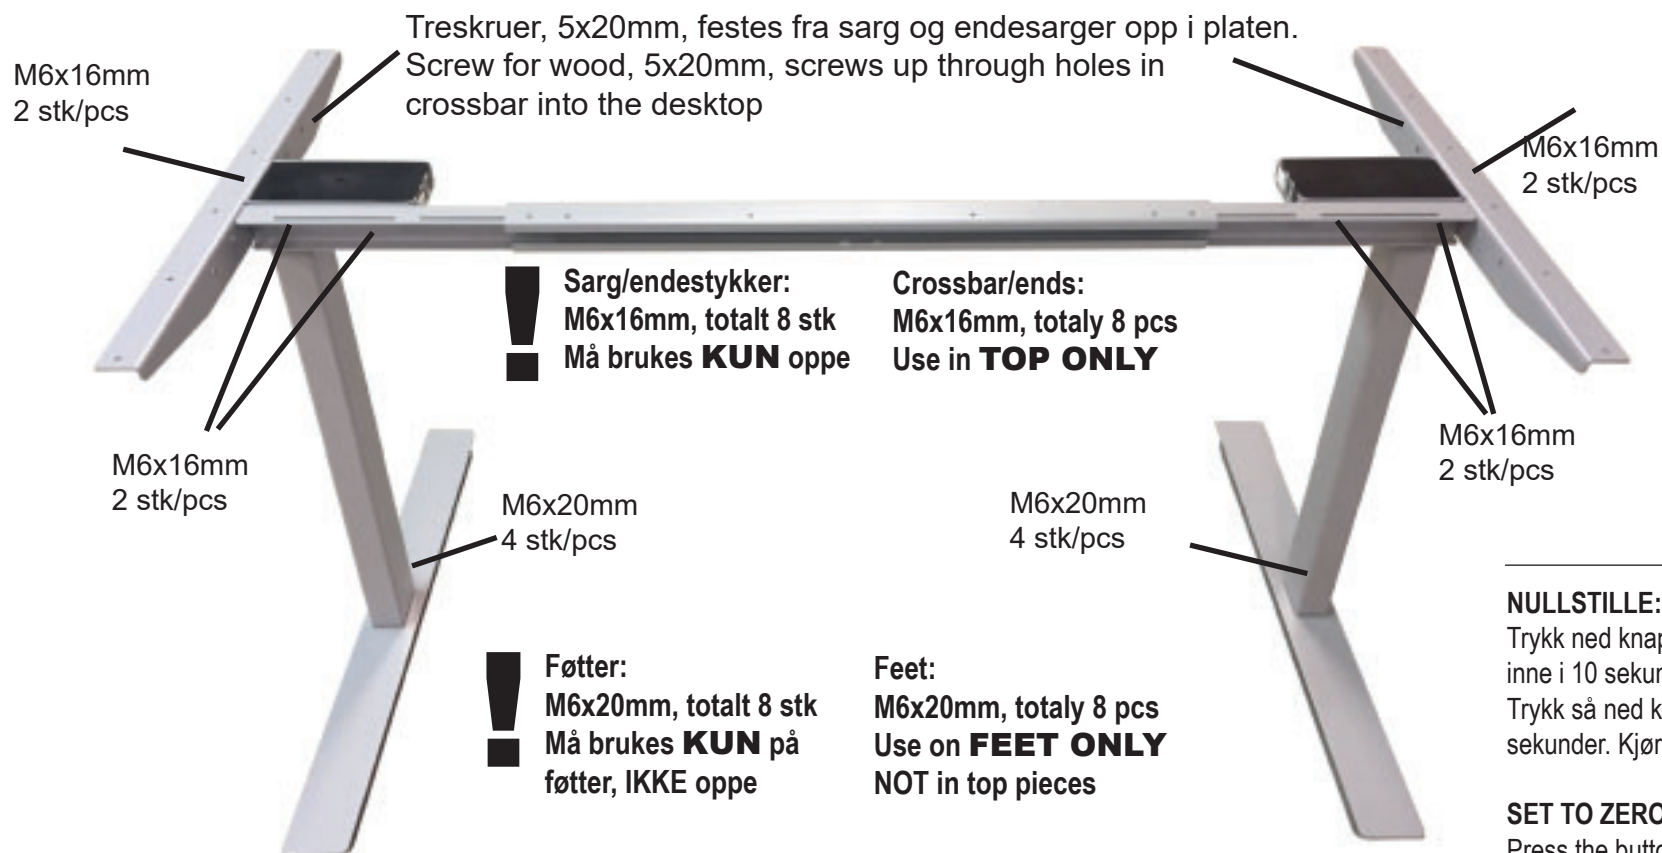 Treskruer, 5x20mm, festes fra sarg og endesarger opp i platen.
Screw for wood, 5x20mm, screws up through holes in
crossbar into the desktop
M6x16mm
2 stk/pcs
M6x16mm
2 stk/pcs
Sarg/endestykker:
M6x16mm, totalt 8 stk
Må brukes KUN oppe
Crossbar/ends:
M6x16mm, totaly 8 pcs
Use in TOP ONLY
M6x16mm
2 stk/pcs
M6x16mm
2 stk/pcs
M6x20mm
4 stk/pcs
M6x20mm
4 stk/pcs
Føtter:
M6x20mm, totalt 8 stk
Må brukes KUN på
føtter, IKKE oppe
Feet:
M6x20mm, totaly 8 pcs
Use on FEET ONLY
NOT in top pieces
NULLSTILLE:
Trykk ned
inne i 10
Trykk så ned
sekunder.
SET TO ZERO
Press the